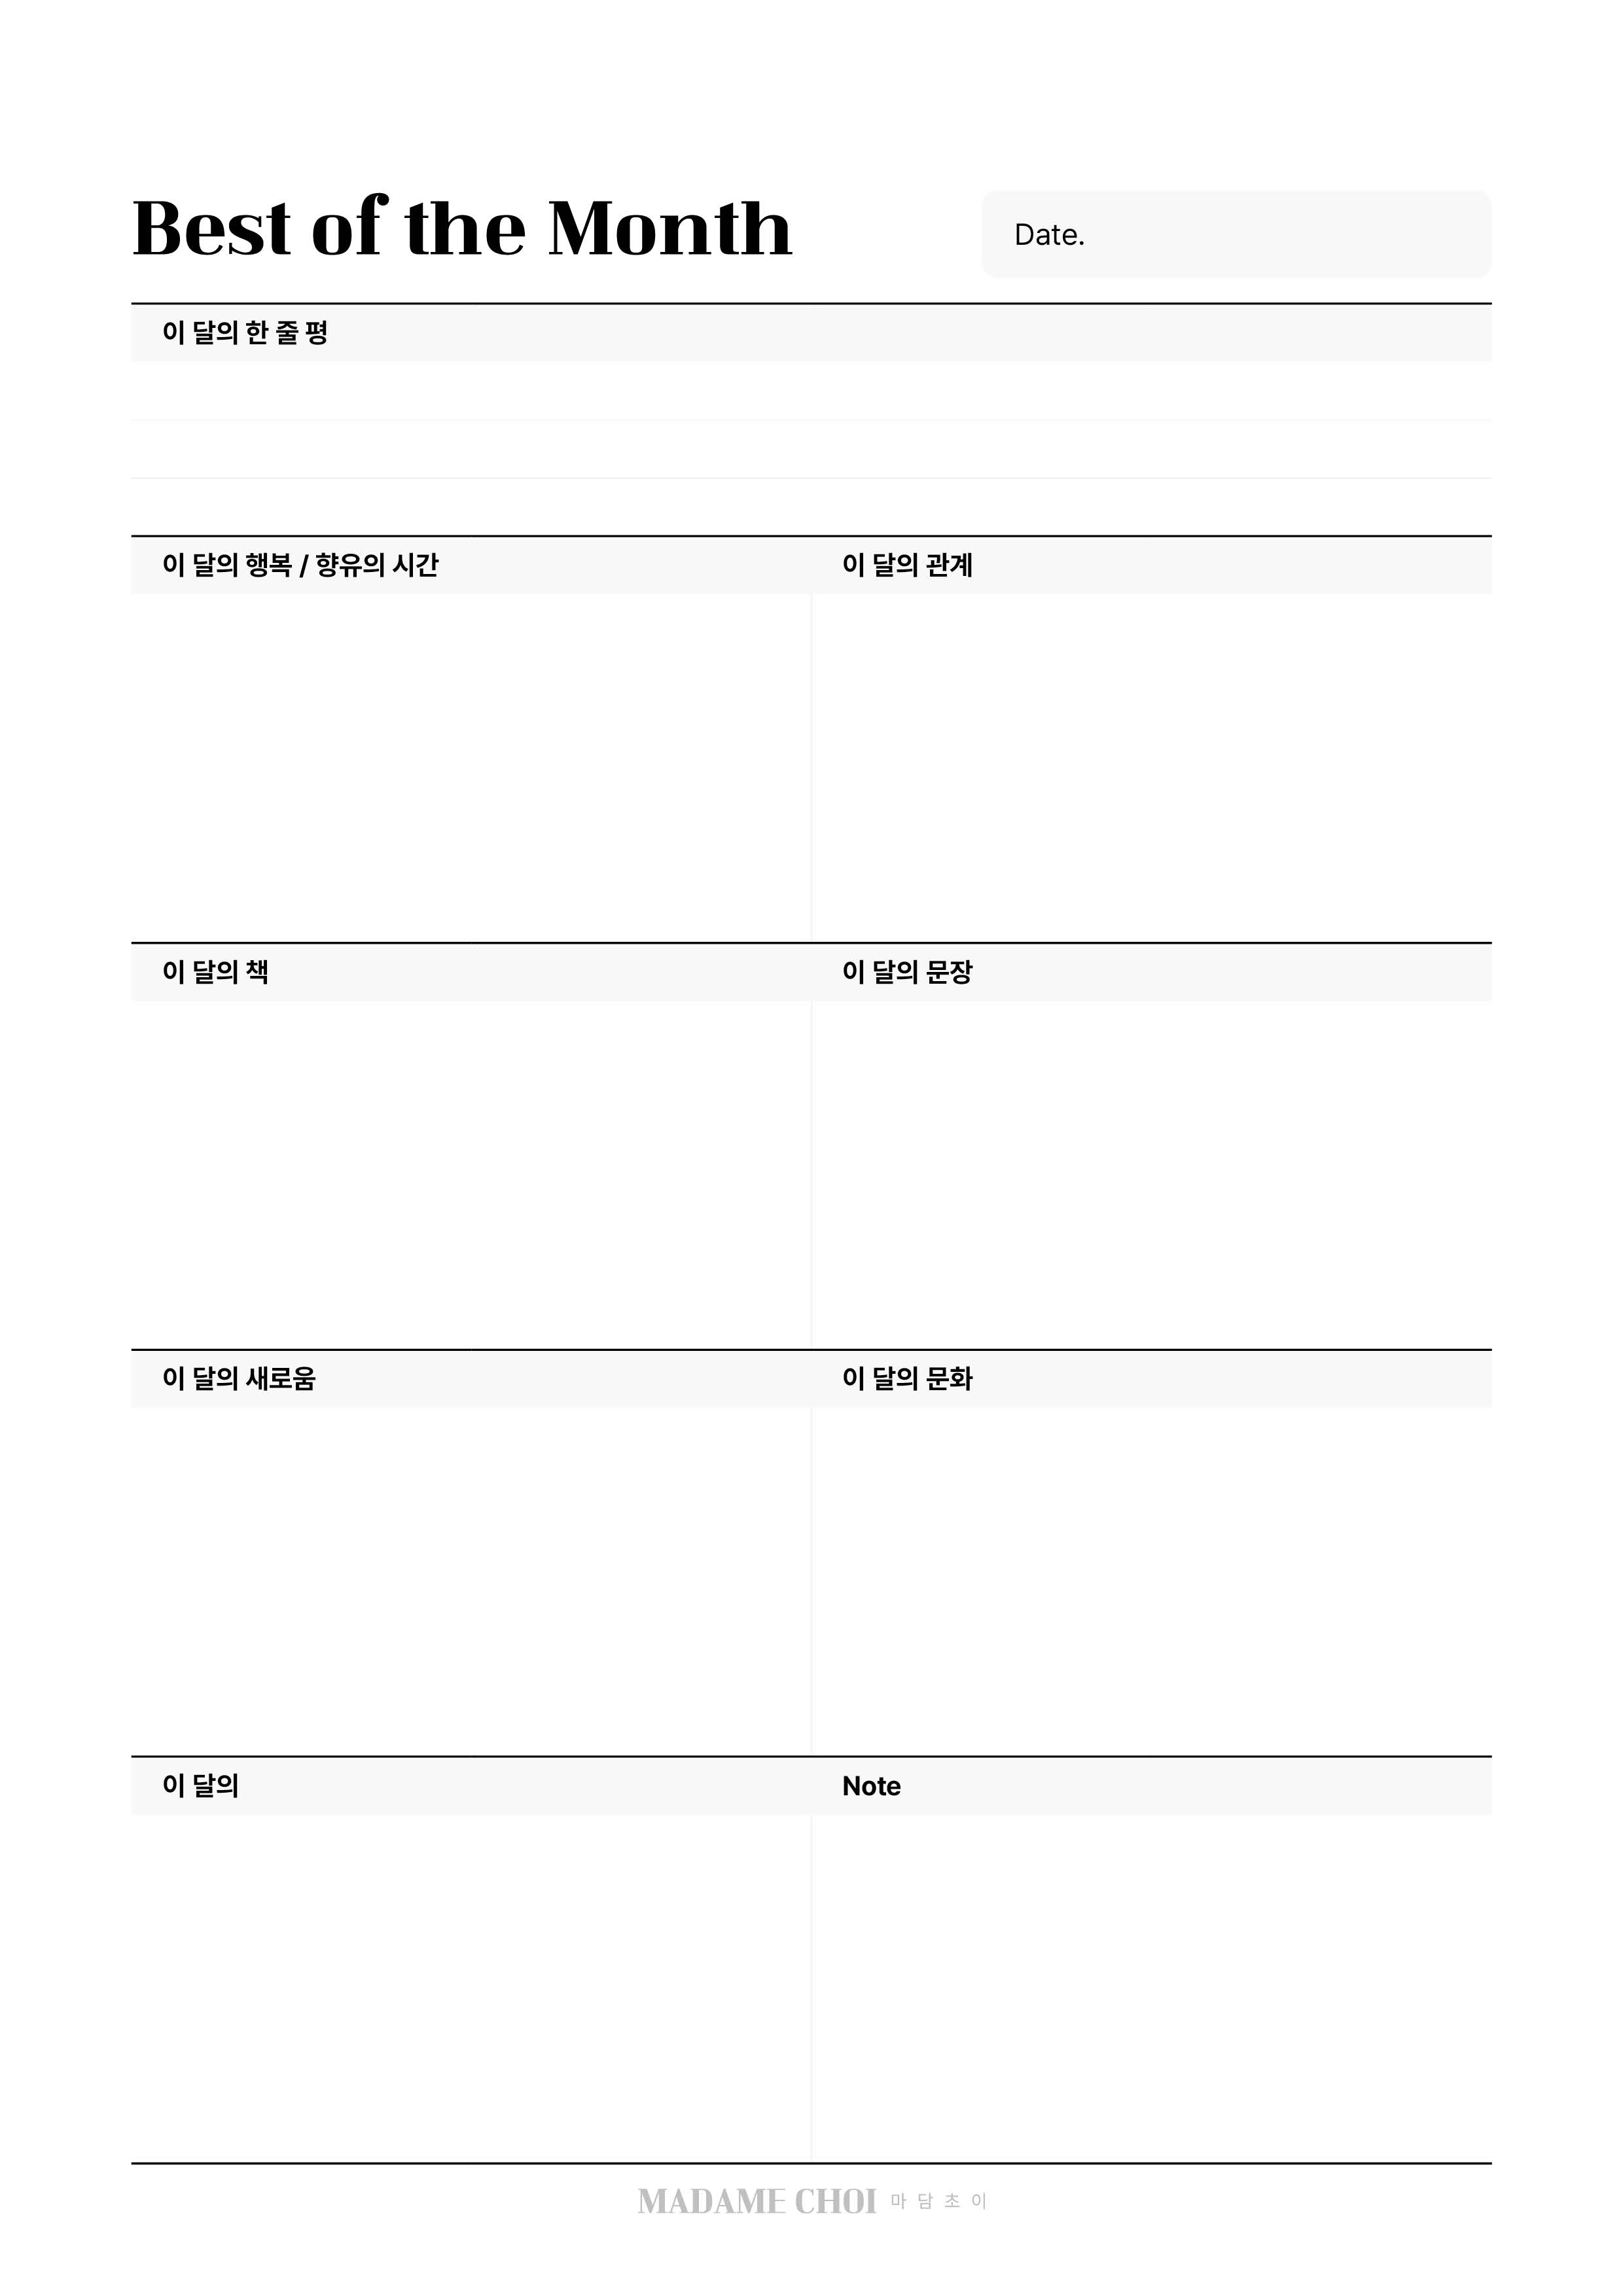 Best of the Month
Date.
이 달의 한 줄 평
이 달의 행복 / 향유의 시간
이 달의 관계
이 달의 책
이 달의 문장
이 달의 새로움
이 달의 문화
이 달의
Note
MADAME CHOI 마담초이